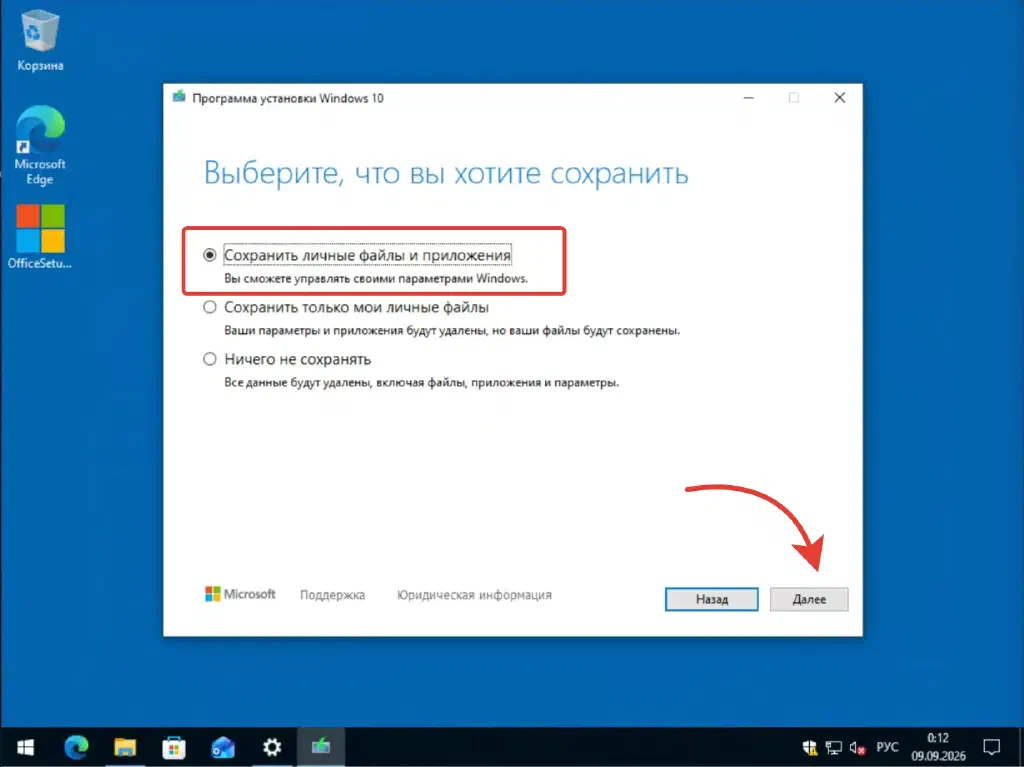 Корзина
Microsoft
Edge
OfficeSetu...
Программа установки Windows 10
Выберите, что вы хотите сохранить
Сохранить личные файлы и приложения
Вы сможете управлять своими параметрами Windows.
Сохранить только мои личные файлы
Ваши параметры и приложения будут удалены, но ваши файлы будут сохранены.
Ничего не сохранять
Все данные будут удалены, включая файлы, приложения и параметры.
Microsoft Поддержка Юридическая информация
Назад Далее
РУС
0:12
09.09.2026